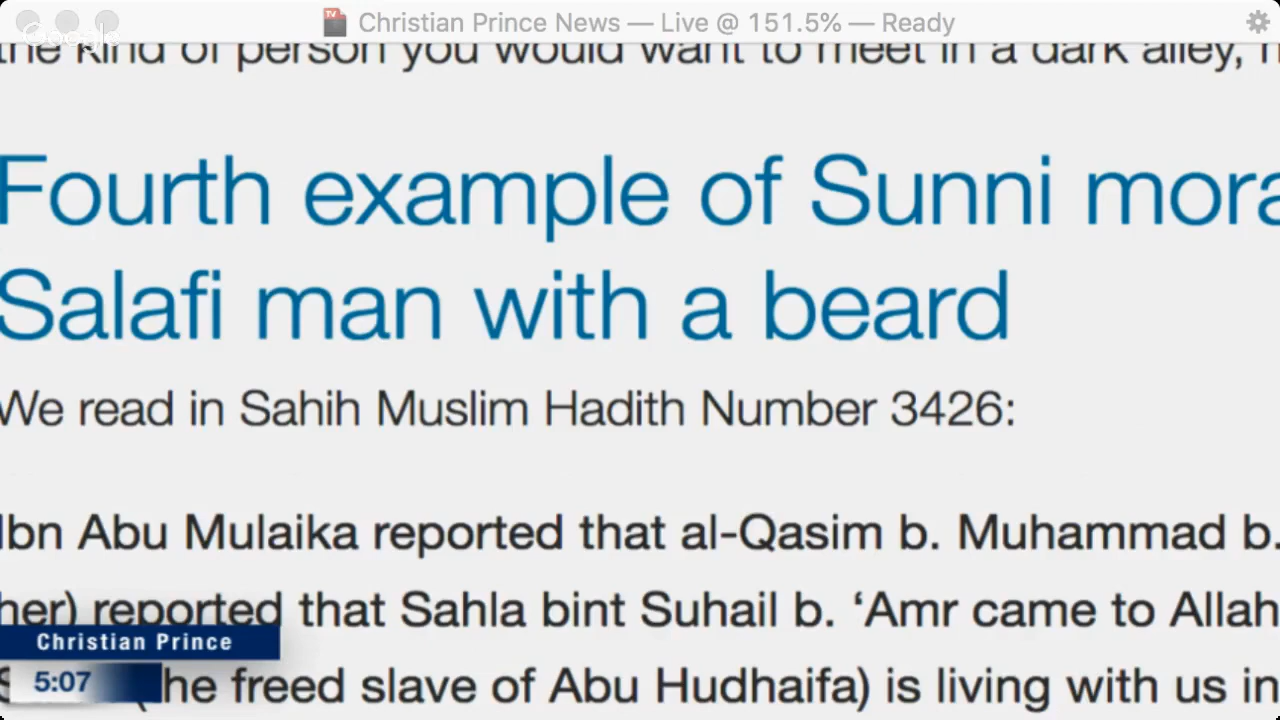 Christian Prince News — Live @ 151.5% — Ready
Google
the kind of person you would want to meet in a dark alley,
Fourth example of Sunni
Salafi man with a beard
We read in Sahih Muslim Hadith Number 3426:
Ibn Abu Mulaika reported that al-Qasim b. Muhammad b.
her) reported that Sahla bint Suhail b. ‘Amr came to Allah
Christian Prince
5:07
he freed slave of Abu Hudhaifa) is living with us in